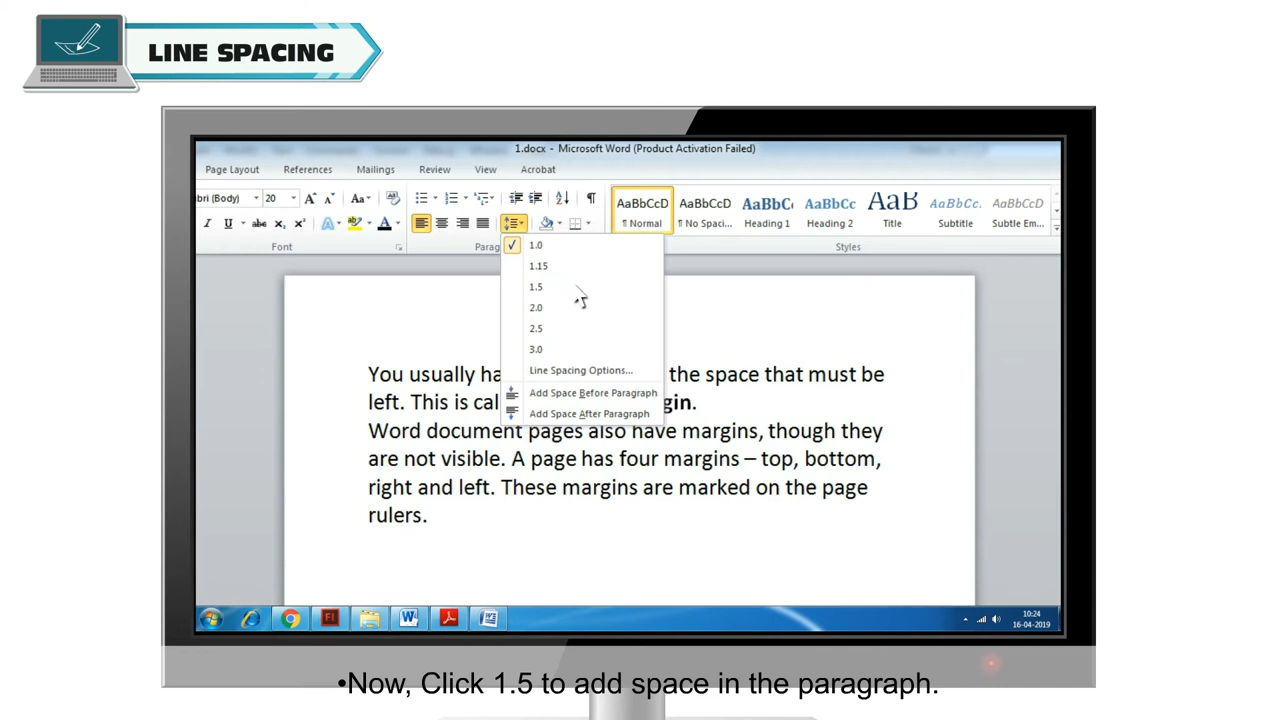 LINE SPACING
1.docx - Microsoft Word (Product Activation Failed)
Page Layout References Mailings Review View Acrobat
bri (Body) 20 Aa
AaBbCcD AaBbCcD AaBbC AaBbCc AaB AaBbCc. AaBbCcD
¶ Normal ¶ No Spaci... Heading 1 Heading 2 Title Subtitle Subtle Em...
Font Parag Styles
1.0
1.15
1.5
2.0
2.5
3.0
Line Spacing Options...
Add Space Before Paragraph
Add Space After Paragraph
You usually ha the space that must be
left. This is cal gin.
Word document pages also have margins, though they
are not visible. A page has four margins – top, bottom,
right and left. These margins are marked on the page
rulers.
10:24
16-04-2019
•Now, Click 1.5 to add space in the paragraph.